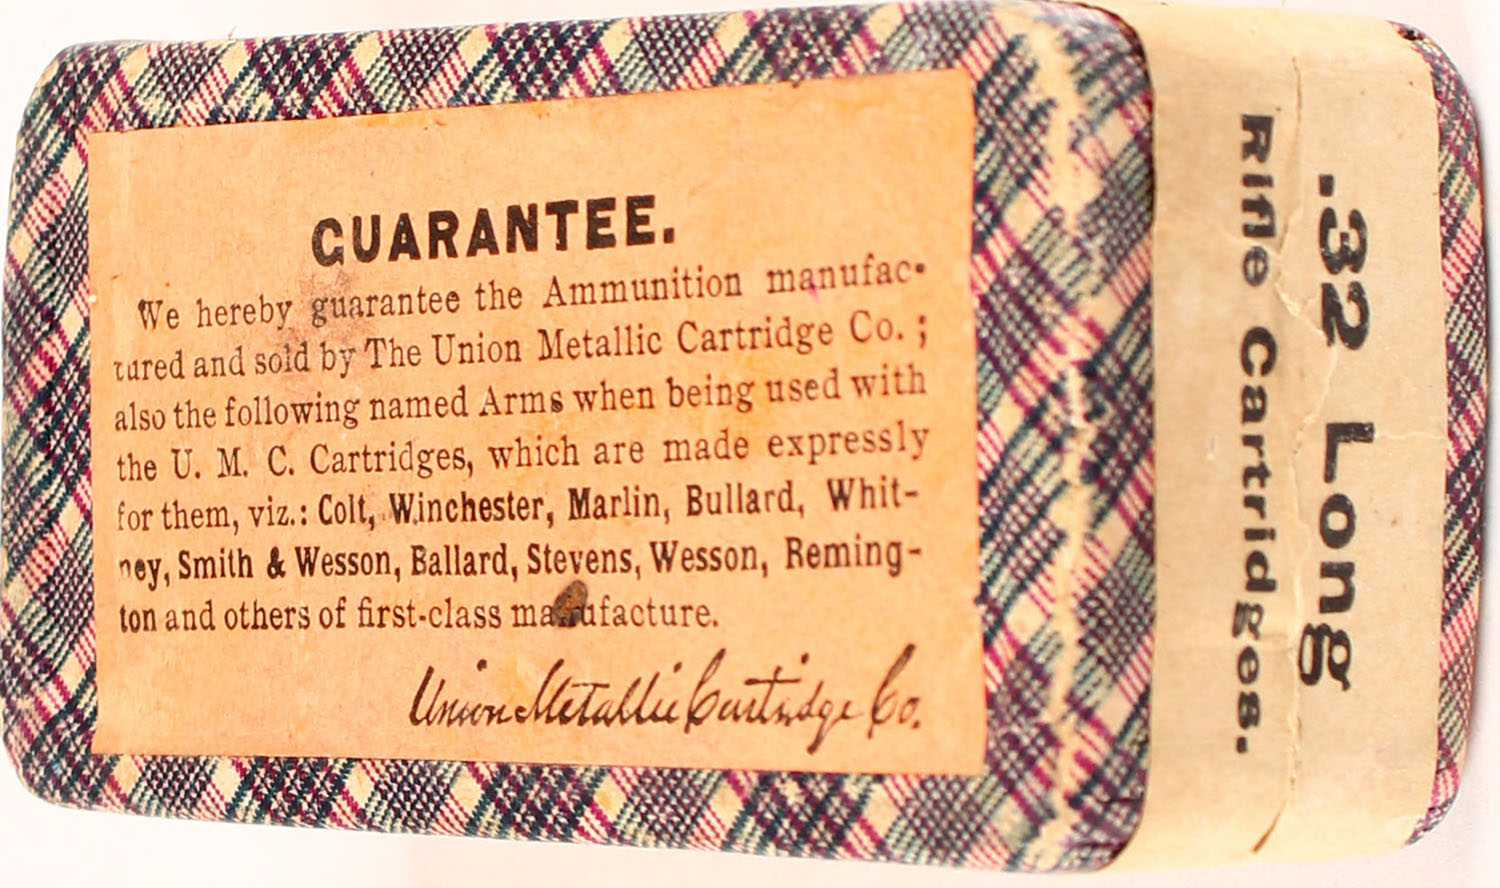 GUARANTEE.
We hereby guarantee the Ammunition manufac-
tured and sold by The Union Metallic Cartridge Co. ;
also the following named Arms when being used with
the U. M. C. Cartridges, which are made expressly
for them, viz.: Colt, Winchester, Marlin, Bullard, Whit-
ney, Smith & Wesson, Ballard, Stevens, Wesson, Reming-
ton and others of first-class manufacture.
Union Metallic Cartridge Co.
.32 Long
Rifle Cartridges.